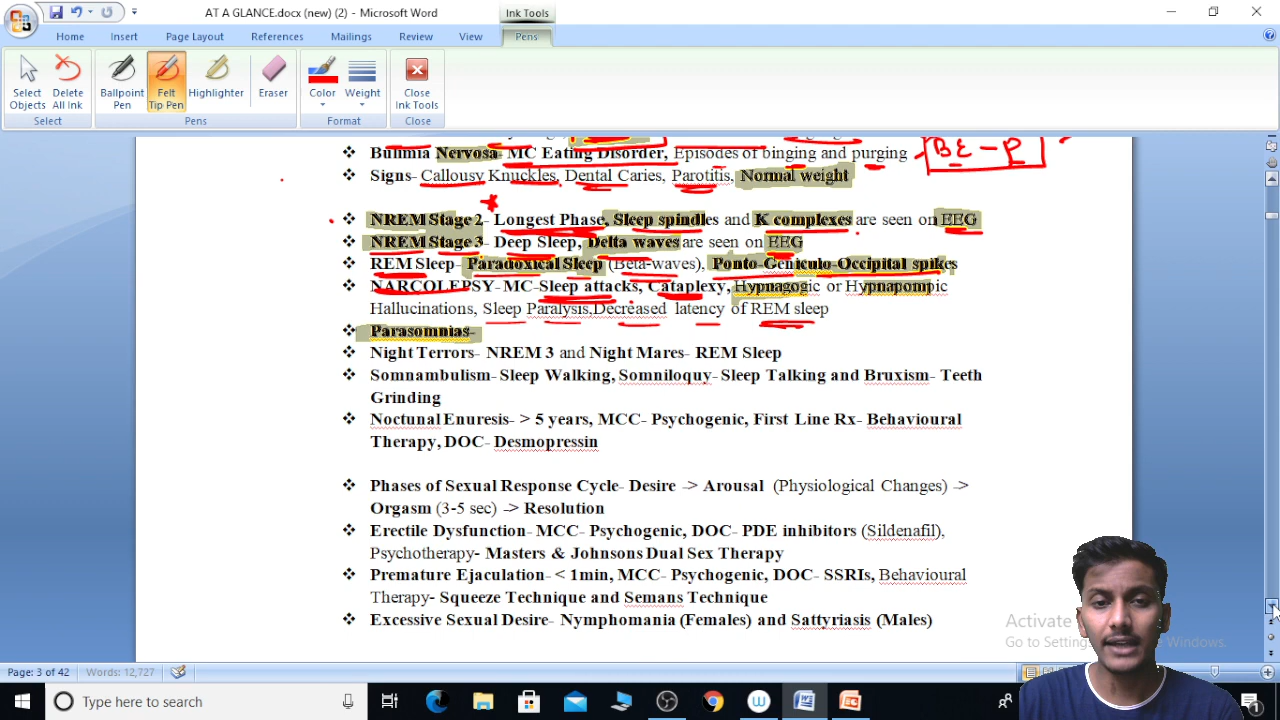 AT A GLANCE.docx (new) (2) - Microsoft Word
Ink Tools
Home
Insert
Page Layout
References
Mailings
Review
View
Pens
Select Objects
Delete All Ink
Ballpoint Pen
Felt Tip Pen
Highlighter
Eraser
Color
Weight
Close Ink Tools
Select
Pens
Format
Close
Bulimia Nervosa- MC Eating Disorder, Episodes of binging and purging
BE - P
Signs- Callousy Knuckles, Dental Caries, Parotitis, Normal weight
NREM Stage 2- Longest Phase, Sleep spindles and K complexes are seen on EEG
NREM Stage 3- Deep Sleep, Delta waves are seen on EEG
REM Sleep- Paradoxical Sleep (Beta-waves), Ponto-Geniculo-Occipital spikes
NARCOLEPSY- MC-Sleep attacks, Cataplexy, Hypnagogic or Hypnapompic
Hallucinations, Sleep Paralysis,Decreased latency of REM sleep
Parasomnias-
Night Terrors- NREM 3 and Night Mares- REM Sleep
Somnambulism- Sleep Walking, Somniloquy- Sleep Talking and Bruxism- Teeth
Grinding
Noctunal Enuresis- > 5 years, MCC- Psychogenic, First Line Rx- Behavioural
Therapy, DOC- Desmopressin
Phases of Sexual Response Cycle- Desire -> Arousal (Physiological Changes) ->
Orgasm (3-5 sec) -> Resolution
Erectile Dysfunction- MCC- Psychogenic, DOC- PDE inhibitors (Sildenafil),
Psychotherapy- Masters & Johnsons Dual Sex Therapy
Premature Ejaculation- < 1min, MCC- Psychogenic, DOC- SSRIs, Behavioural
Therapy- Squeeze Technique and Semans Technique
Excessive Sexual Desire- Nymphomania (Females) and Sattyriasis (Males)
Activate
Go to Settings Windows.
Page: 3 of 42
Words: 12,727
Type here to search